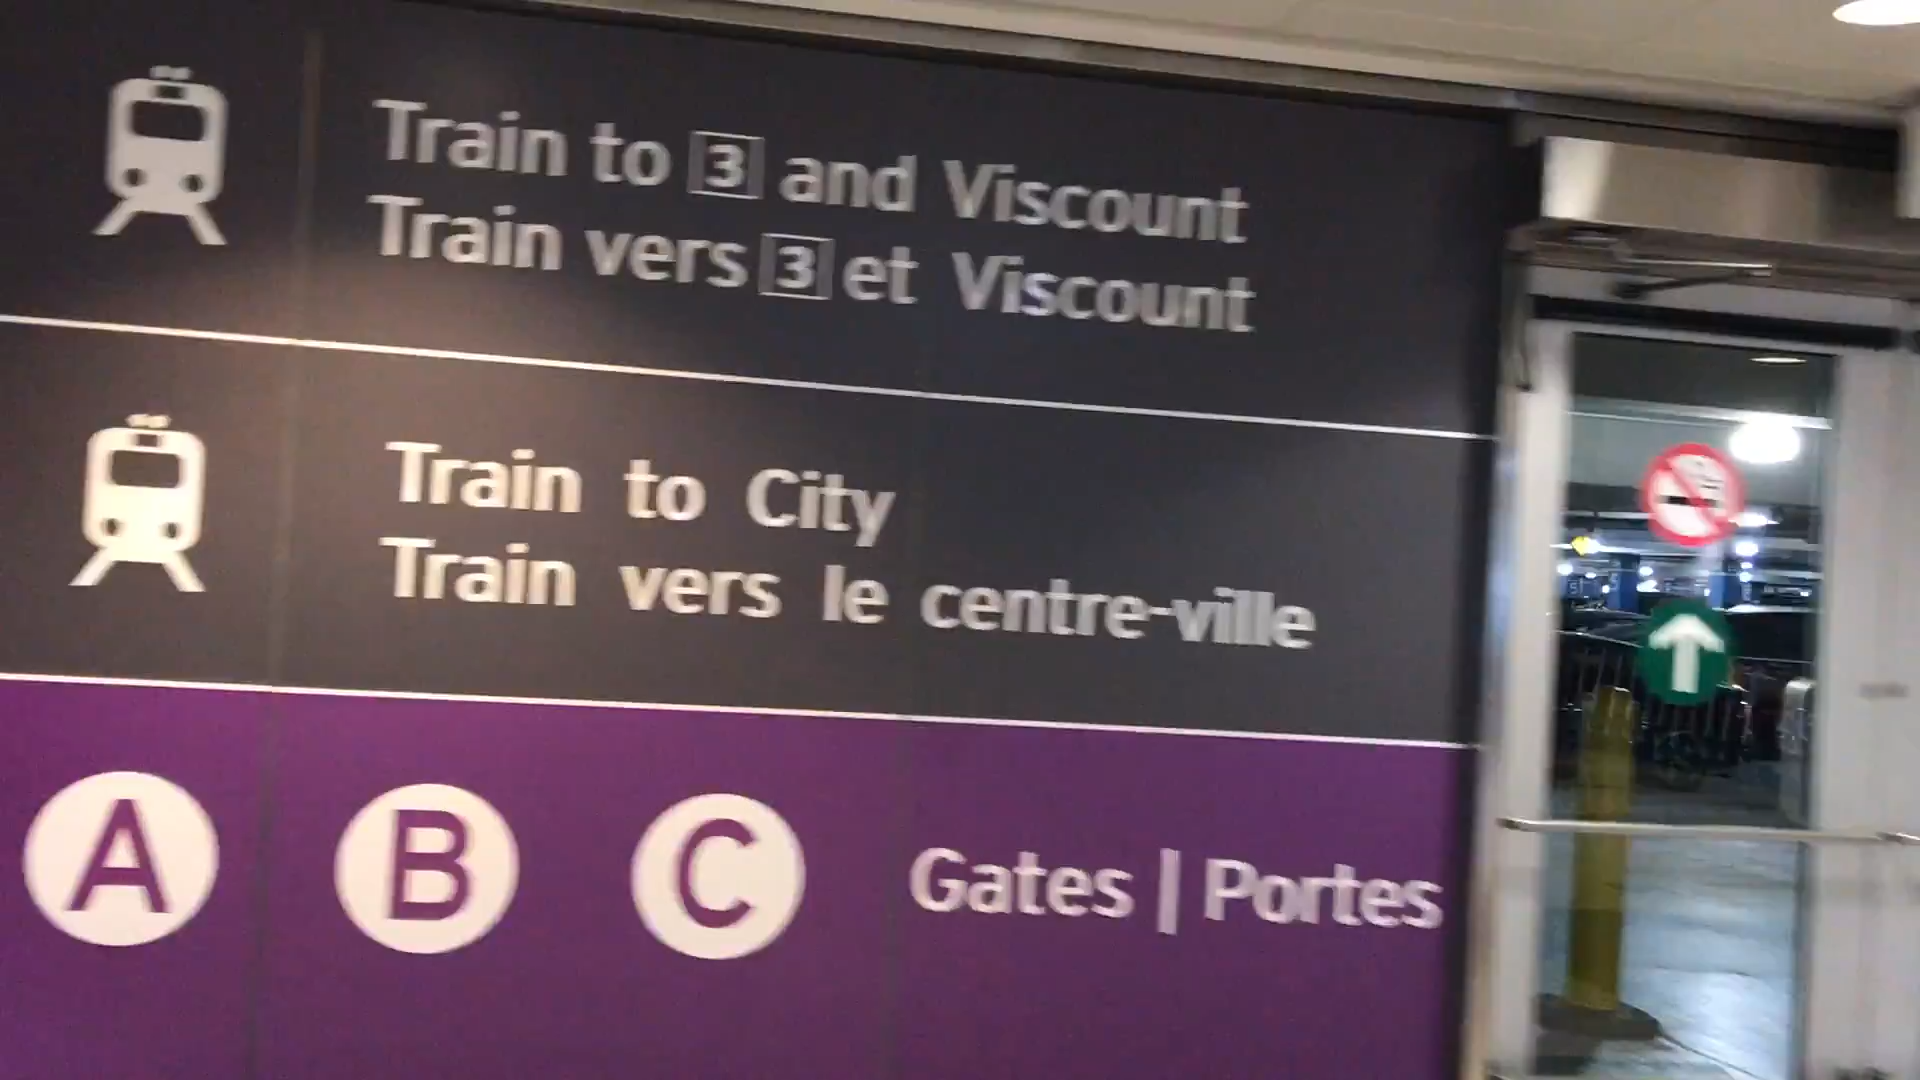 Train to 3 and Viscount
Train vers 3 et Viscount
Train to City
Train vers le centre-ville
A B C Gates | Portes